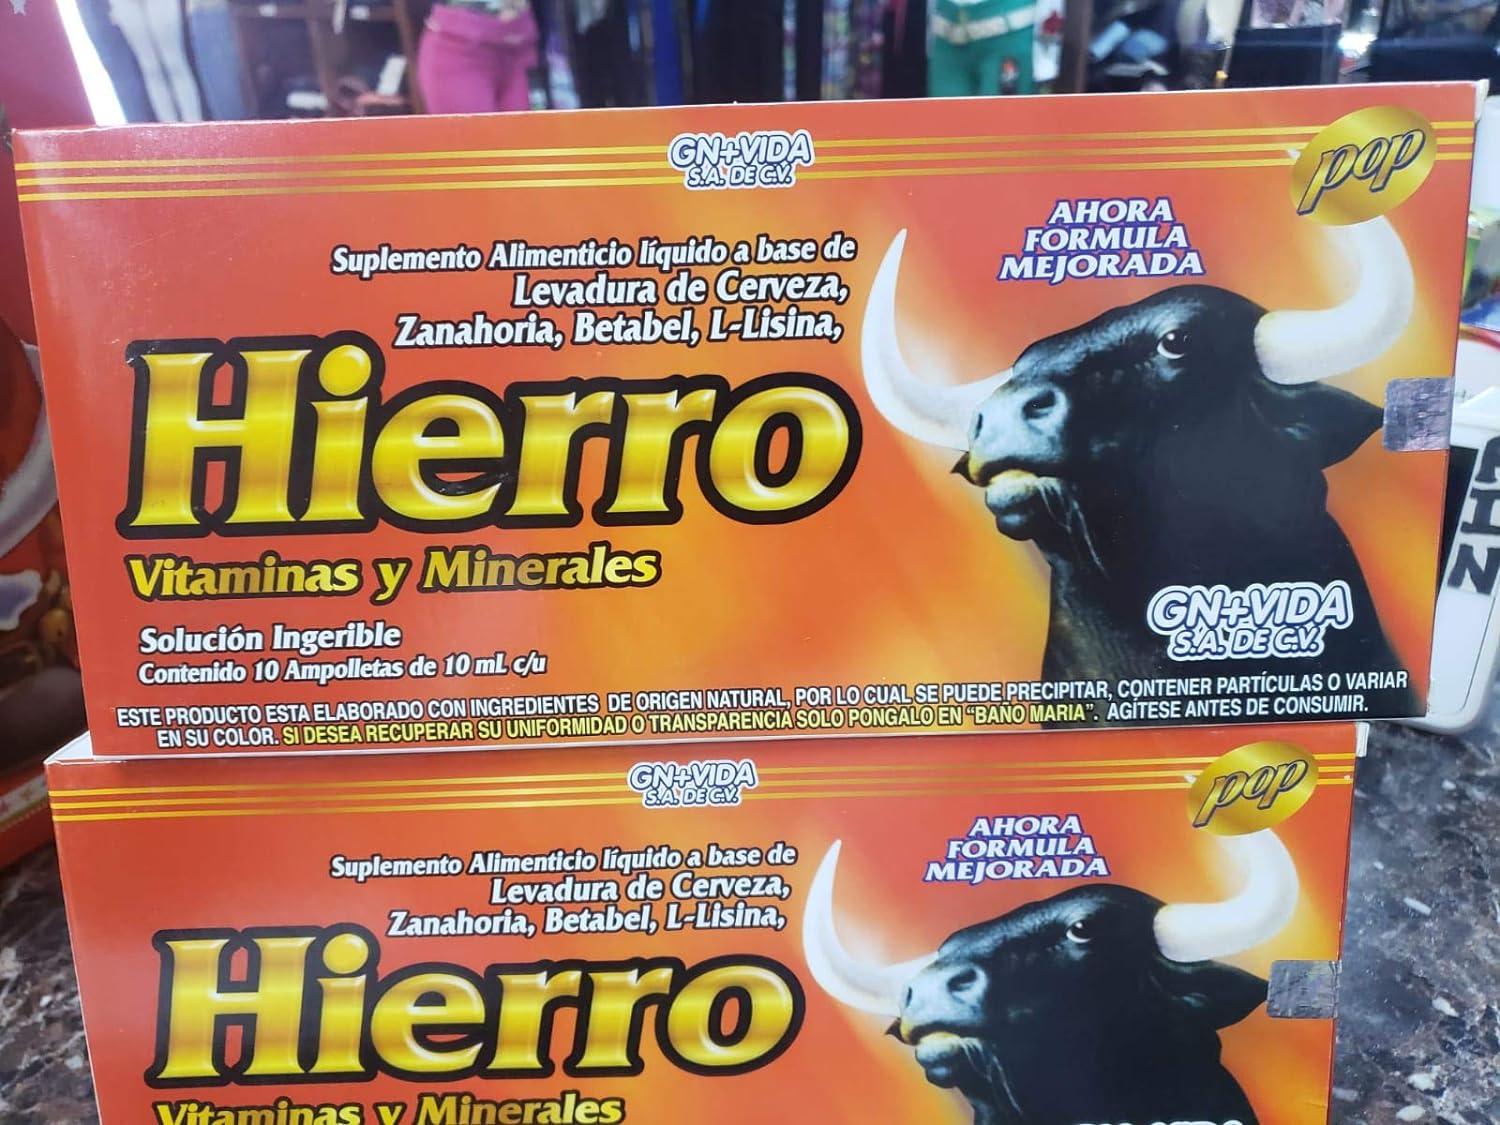 GN+VIDA
S.A. DE C.V.
pop
AHORA
FORMULA
MEJORADA
Suplemento Alimenticio líquido a base de
Levadura de Cerveza,
Zanahoria, Betabel, L-Lisina,
Hierro
Vitaminas y Minerales
Solución Ingerible
Contenido 10 Ampolletas de 10 mL c/u
GN+VIDA
S.A. DE C.V.
ESTE PRODUCTO ESTA ELABORADO CON INGREDIENTES DE ORIGEN NATURAL, POR LO CUAL SE PUEDE PRECIPITAR, CONTENER PARTÍCULAS O VARIAR
EN SU COLOR. SI DESEA RECUPERAR SU UNIFORMIDAD O TRANSPARENCIA SOLO PONGALO EN “BAÑO MARIA”. AGÍTESE ANTES DE CONSUMIR.
GN+VIDA
S.A. DE C.V.
pop
AHORA
FORMULA
MEJORADA
Suplemento Alimenticio líquido a base de
Levadura de Cerveza,
Zanahoria, Betabel, L-Lisina,
Hierro
Vitaminas y Minerales